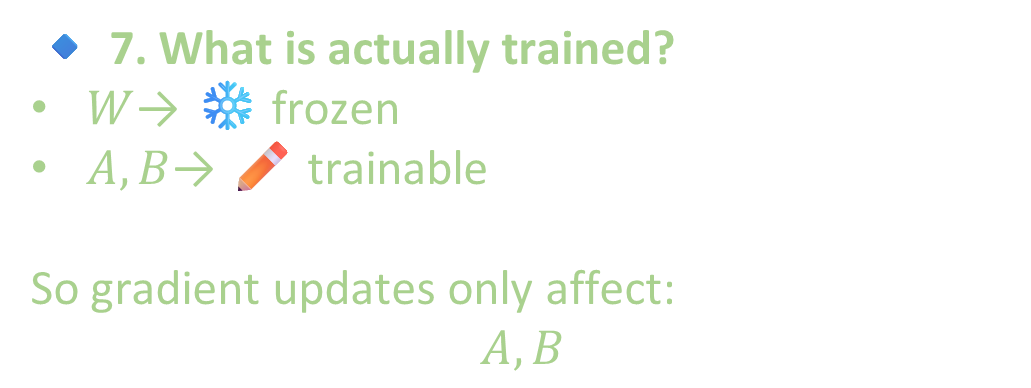 🔹 7. What is actually trained?
• W→ ❄️ frozen
• A, B→ ✏️ trainable
So gradient updates only affect:
A, B